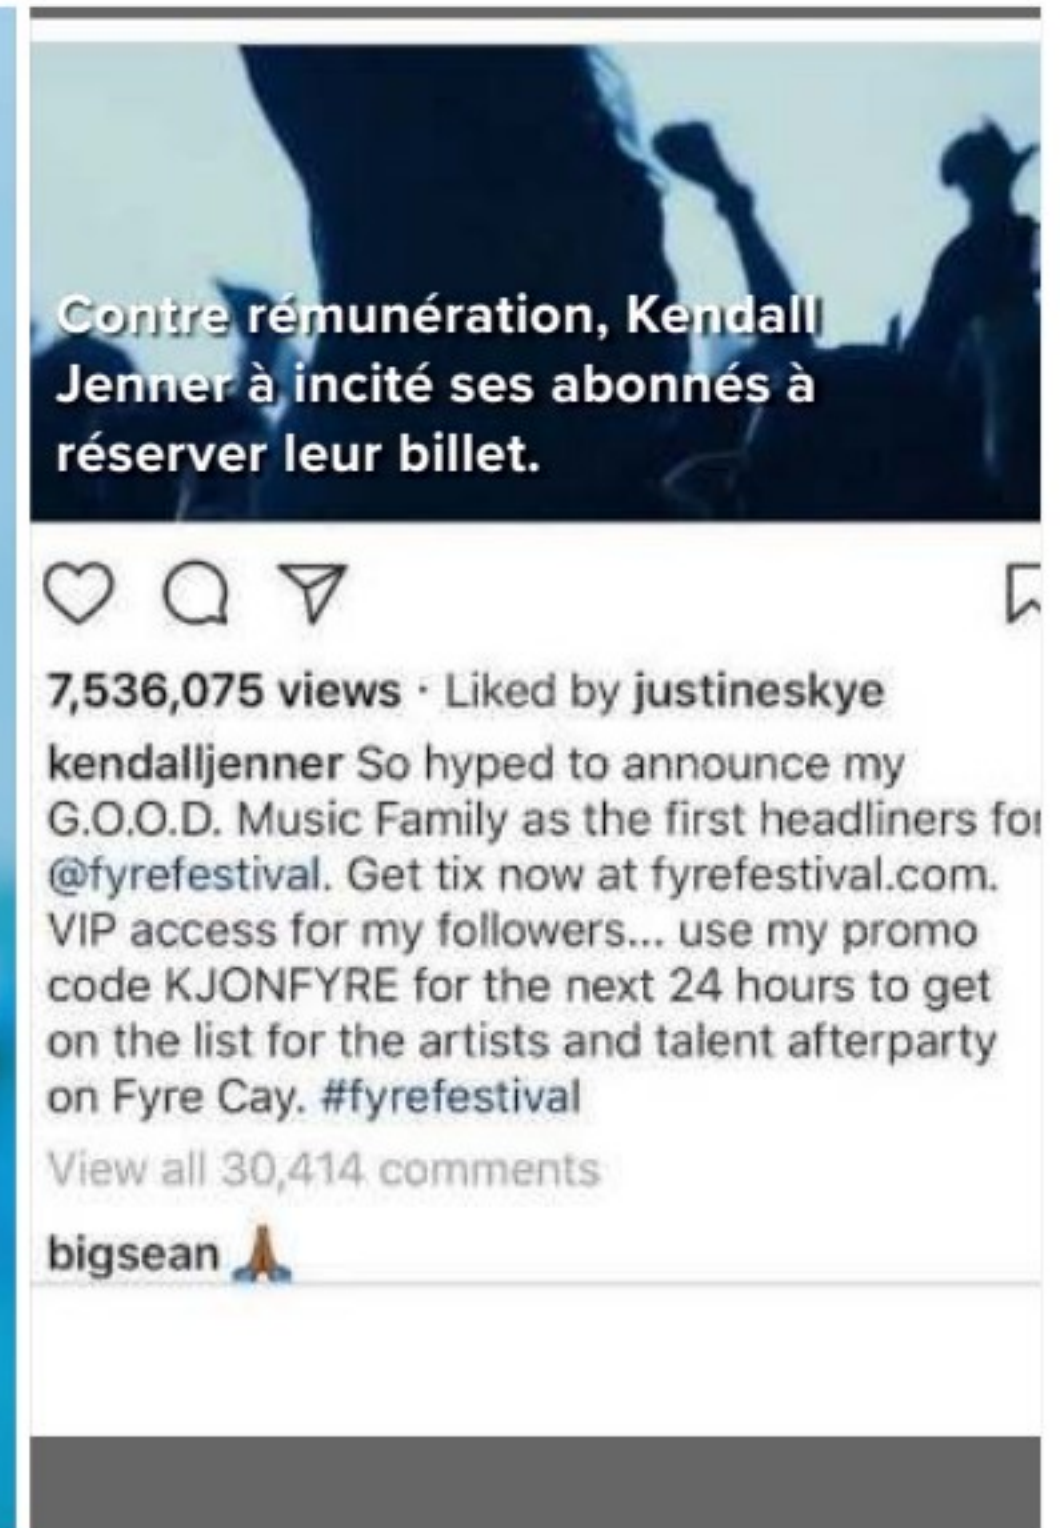 Contre rémunération, Kendall
Jenner à incité ses abonnés à
réserver leur billet.
7,536,075 views · Liked by justineskye
kendalljenner So hyped to announce my
G.O.O.D. Music Family as the first headliners for
@fyrefestival. Get tix now at fyrefestival.com.
VIP access for my followers... use my promo
code KJONFYRE for the next 24 hours to get
on the list for the artists and talent afterparty
on Fyre Cay. #fyrefestival
View all 30,414 comments
bigsean 🙏🏾